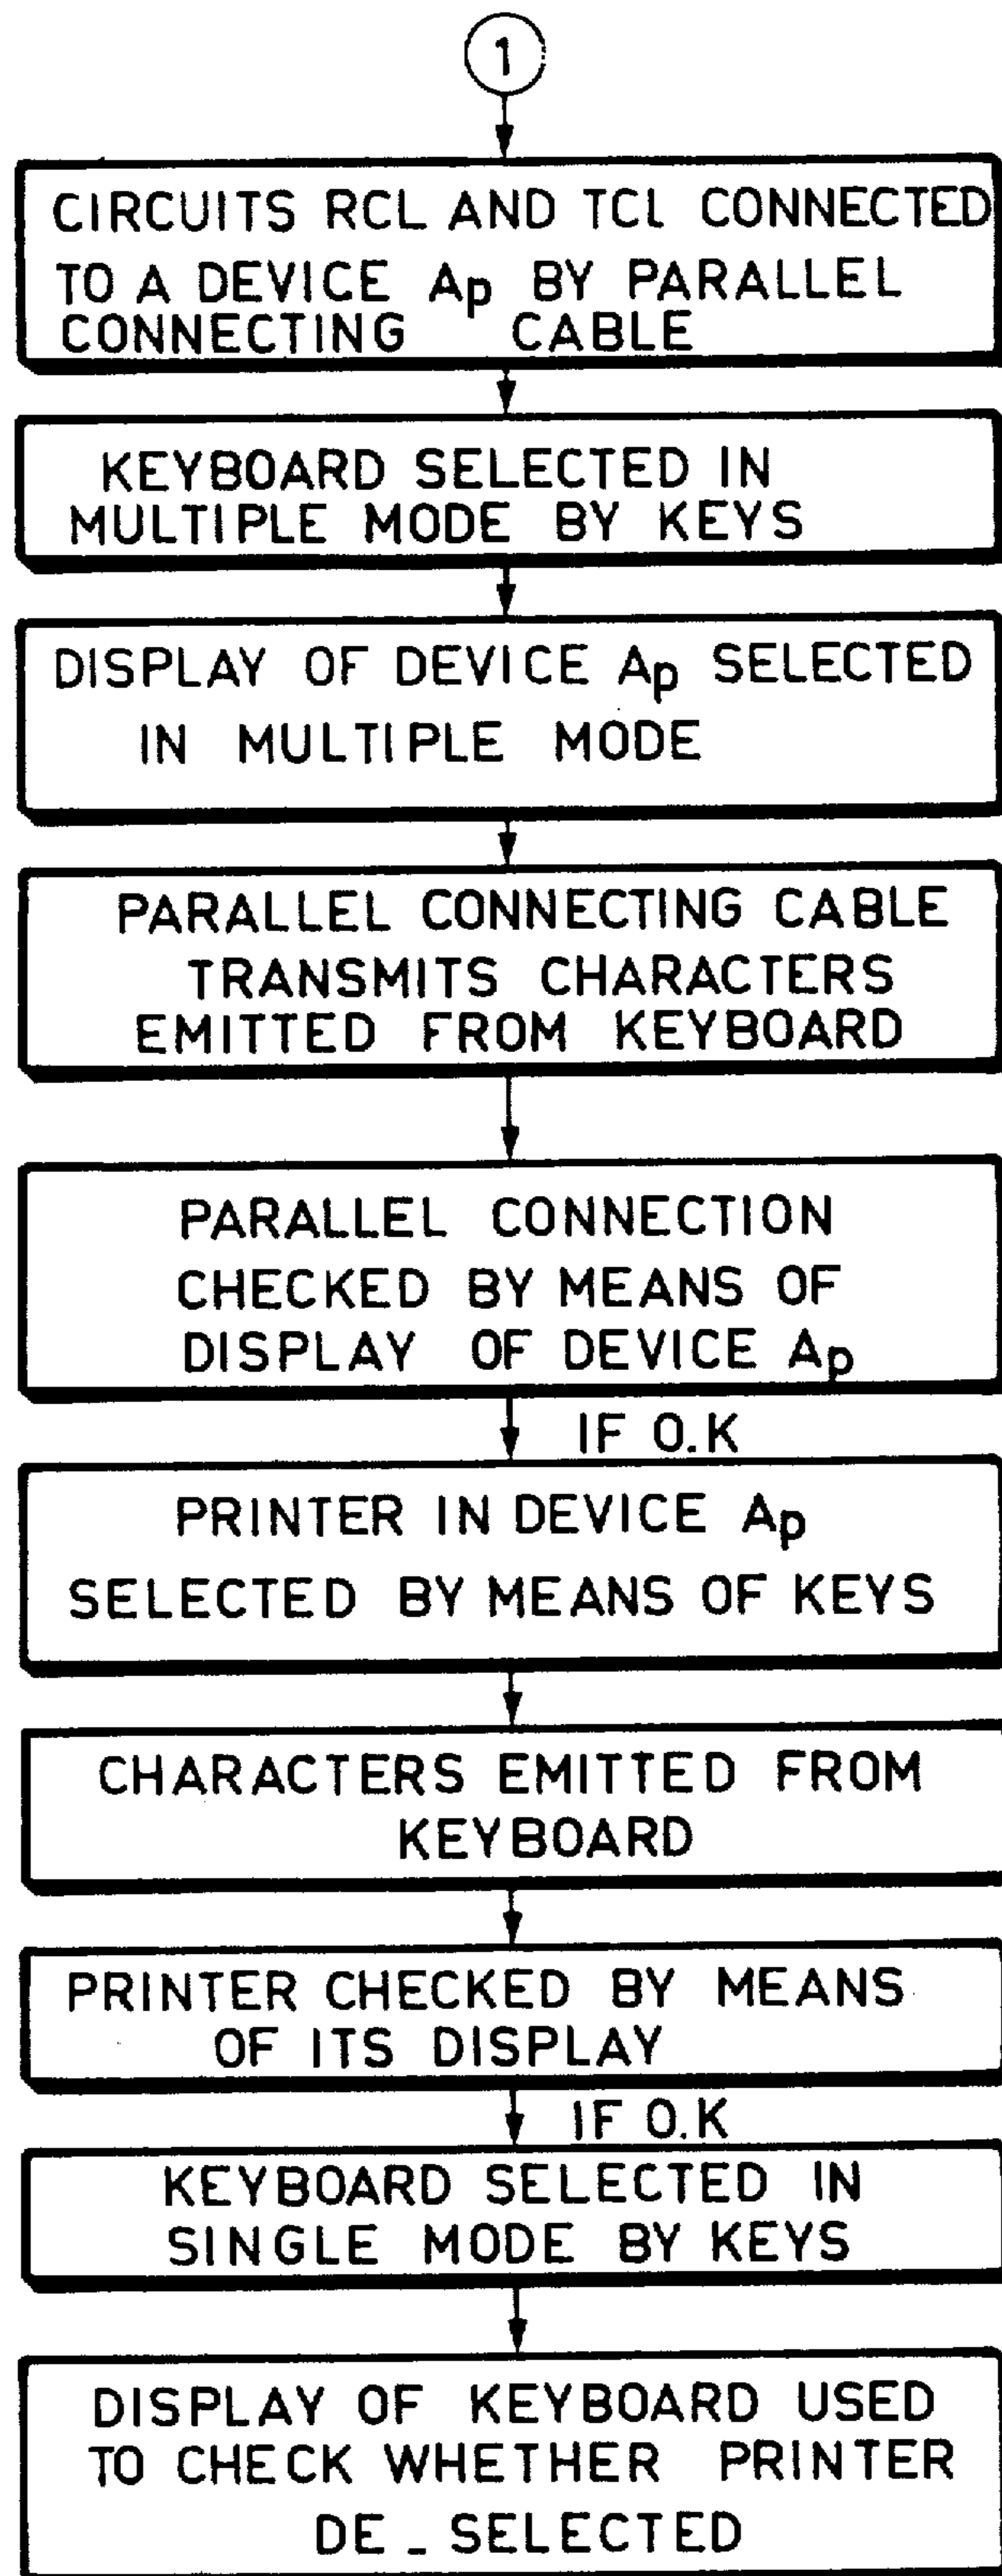 1
CIRCUITS RCL AND TCL CONNECTED
TO A DEVICE Ap BY PARALLEL
CONNECTING CABLE
KEYBOARD SELECTED IN
MULTIPLE MODE BY KEYS
DISPLAY OF DEVICE Ap SELECTED
IN MULTIPLE MODE
PARALLEL CONNECTING CABLE
TRANSMITS CHARACTERS
EMITTED FROM KEYBOARD
PARALLEL CONNECTION
CHECKED BY MEANS OF
DISPLAY OF DEVICE Ap
IF O.K
PRINTER IN DEVICE Ap
SELECTED BY MEANS OF KEYS
CHARACTERS EMITTED FROM
KEYBOARD
PRINTER CHECKED BY MEANS
OF ITS DISPLAY
IF O.K
KEYBOARD SELECTED IN
SINGLE MODE BY KEYS
DISPLAY OF KEYBOARD USED
TO CHECK WHETHER PRINTER
DE_SELECTED